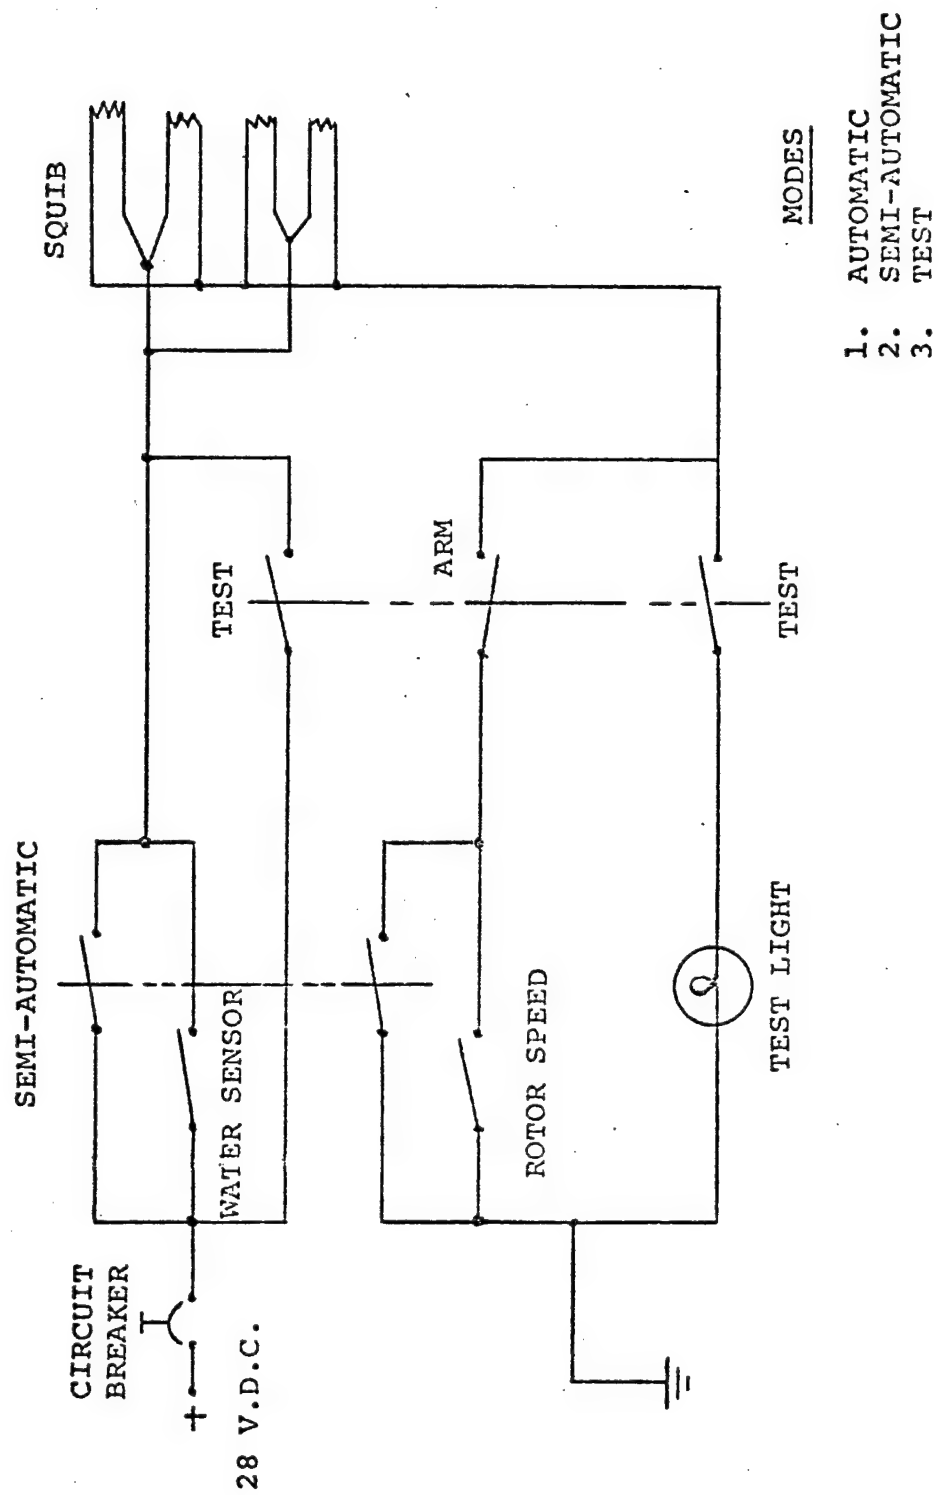 SEMI-AUTOMATIC
SQUIB
CIRCUIT
BREAKER
+
28 V.D.C.
WATER SENSOR
TEST
ARM
ROTOR SPEED
TEST LIGHT
TEST
MODES
1. AUTOMATIC
2. SEMI-AUTOMATIC
3. TEST